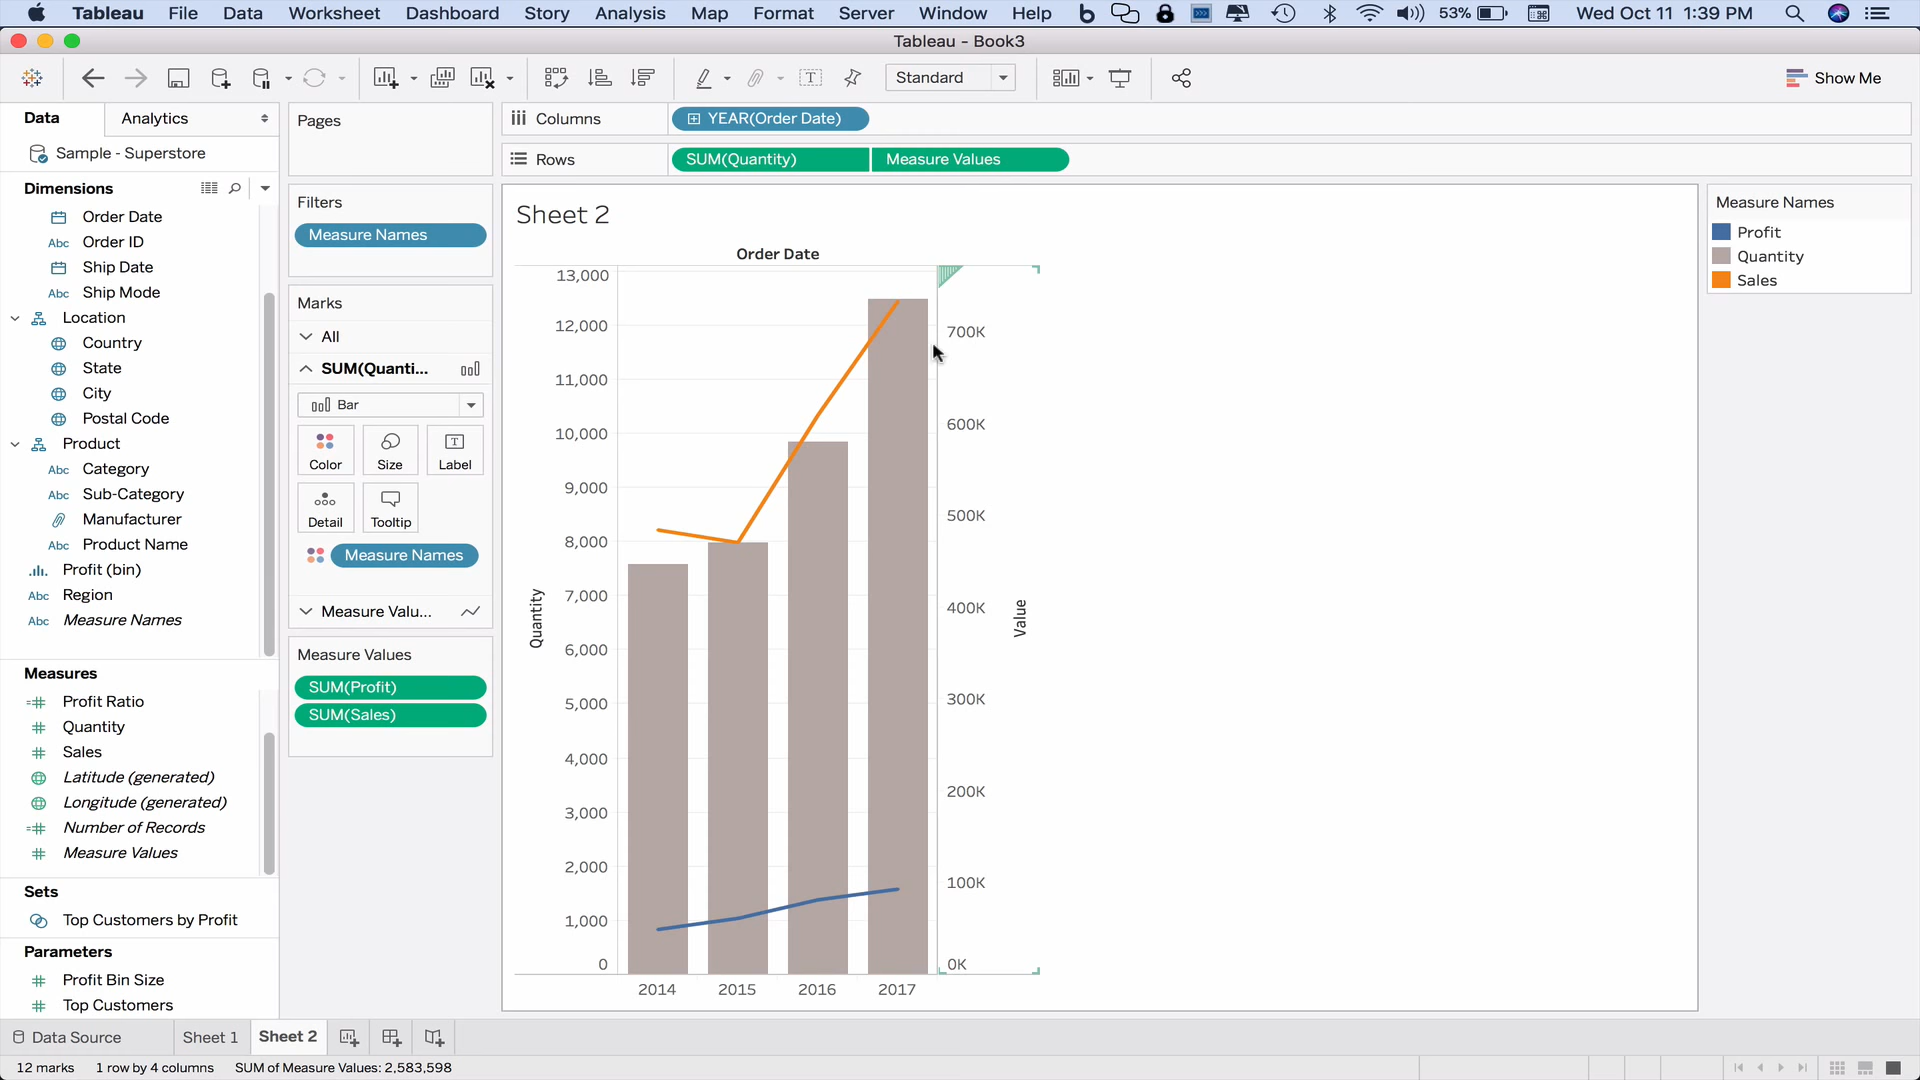 Tableau File Data Worksheet Dashboard Story Analysis Map Format Server Window Help 53% Wed Oct 11 1:39 PM
Tableau - Book3
Standard
Show Me
Data Analytics
Sample - Superstore
Dimensions
Order Date
Abc Order ID
Ship Date
Abc Ship Mode
Location
Country
State
City
Postal Code
Product
Abc Category
Abc Sub-Category
Manufacturer
Abc Product Name
Profit (bin)
Abc Region
Abc Measure Names
Measures
Profit Ratio
Quantity
Sales
Latitude (generated)
Longitude (generated)
Number of Records
Measure Values
Sets
Top Customers by Profit
Parameters
Profit Bin Size
Top Customers
Pages
Filters
Measure Names
Marks
All
SUM(Quanti...
Bar
Color Size Label
Detail Tooltip
Measure Names
Measure Valu...
Measure Values
SUM(Profit)
SUM(Sales)
Columns YEAR(Order Date)
Rows SUM(Quantity) Measure Values
Sheet 2
Order Date
Quantity
13,000
12,000
11,000
10,000
9,000
8,000
7,000
6,000
5,000
4,000
3,000
2,000
1,000
0
700K
600K
500K
400K
300K
200K
100K
0K
Value
2014 2015 2016 2017
Measure Names
Profit
Quantity
Sales
Data Source Sheet 1 Sheet 2
12 marks 1 row by 4 columns SUM of Measure Values: 2,583,598